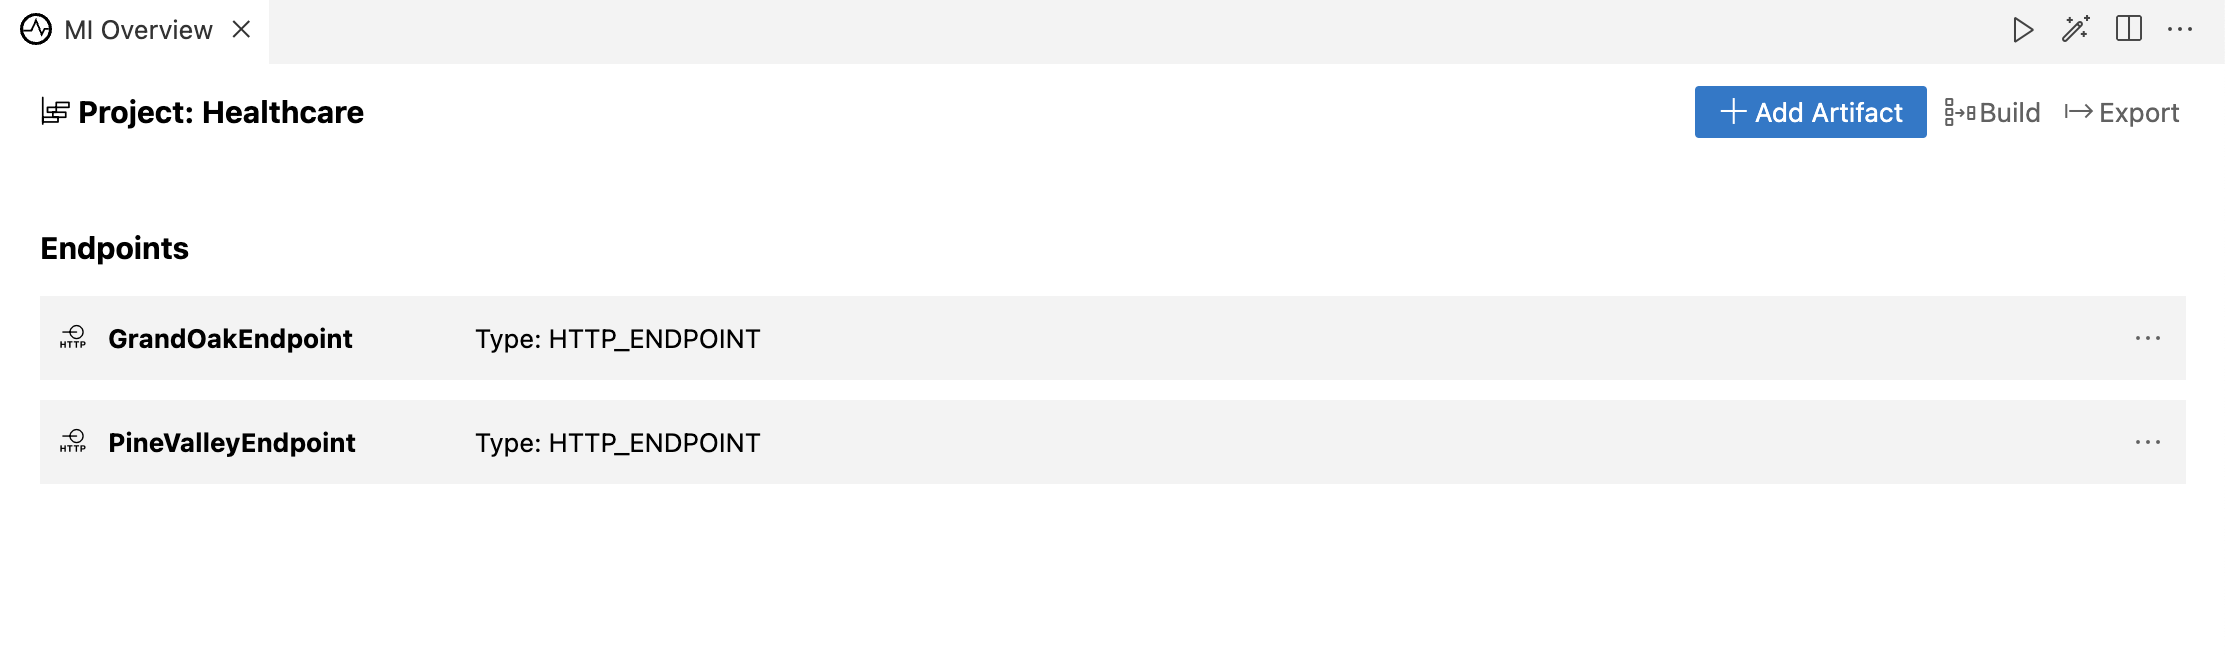 MI Overview
Project: Healthcare
Add Artifact
Build
Export
Endpoints
HTTP GrandOakEndpoint Type: HTTP_ENDPOINT
HTTP PineValleyEndpoint Type: HTTP_ENDPOINT